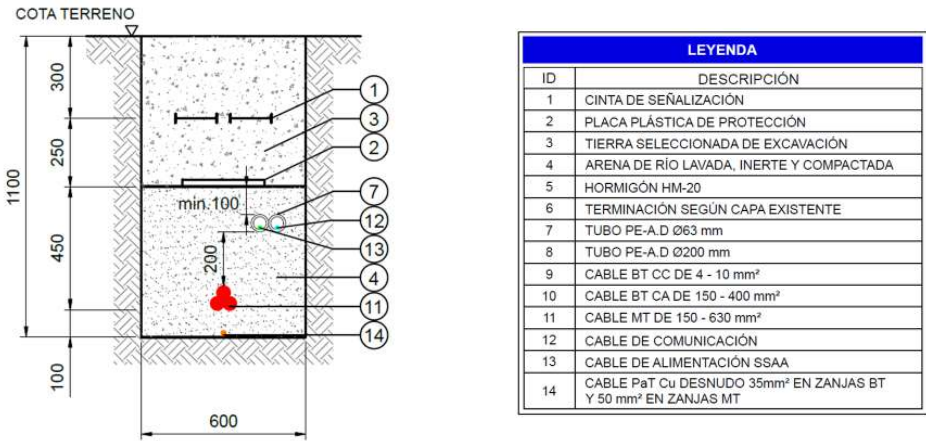 COTA TERRENO
300
250
1100
450
100
min.100
200
600
1
3
2
7
12
13
4
11
14
LEYENDA
ID DESCRIPCIÓN
1 CINTA DE SEÑALIZACIÓN
2 PLACA PLÁSTICA DE PROTECCIÓN
3 TIERRA SELECCIONADA DE EXCAVACIÓN
4 ARENA DE RÍO LAVADA, INERTE Y COMPACTADA
5 HORMIGÓN HM-20
6 TERMINACIÓN SEGÚN CAPA EXISTENTE
7 TUBO PE-A.D Ø63 mm
8 TUBO PE-A.D Ø200 mm
9 CABLE BT CC DE 4 - 10 mm²
10 CABLE BT CA DE 150 - 400 mm²
11 CABLE MT DE 150 - 630 mm²
12 CABLE DE COMUNICACIÓN
13 CABLE DE ALIMENTACIÓN SSAA
14 CABLE PaT Cu DESNUDO 35mm² EN ZANJAS BT
Y 50 mm² EN ZANJAS MT